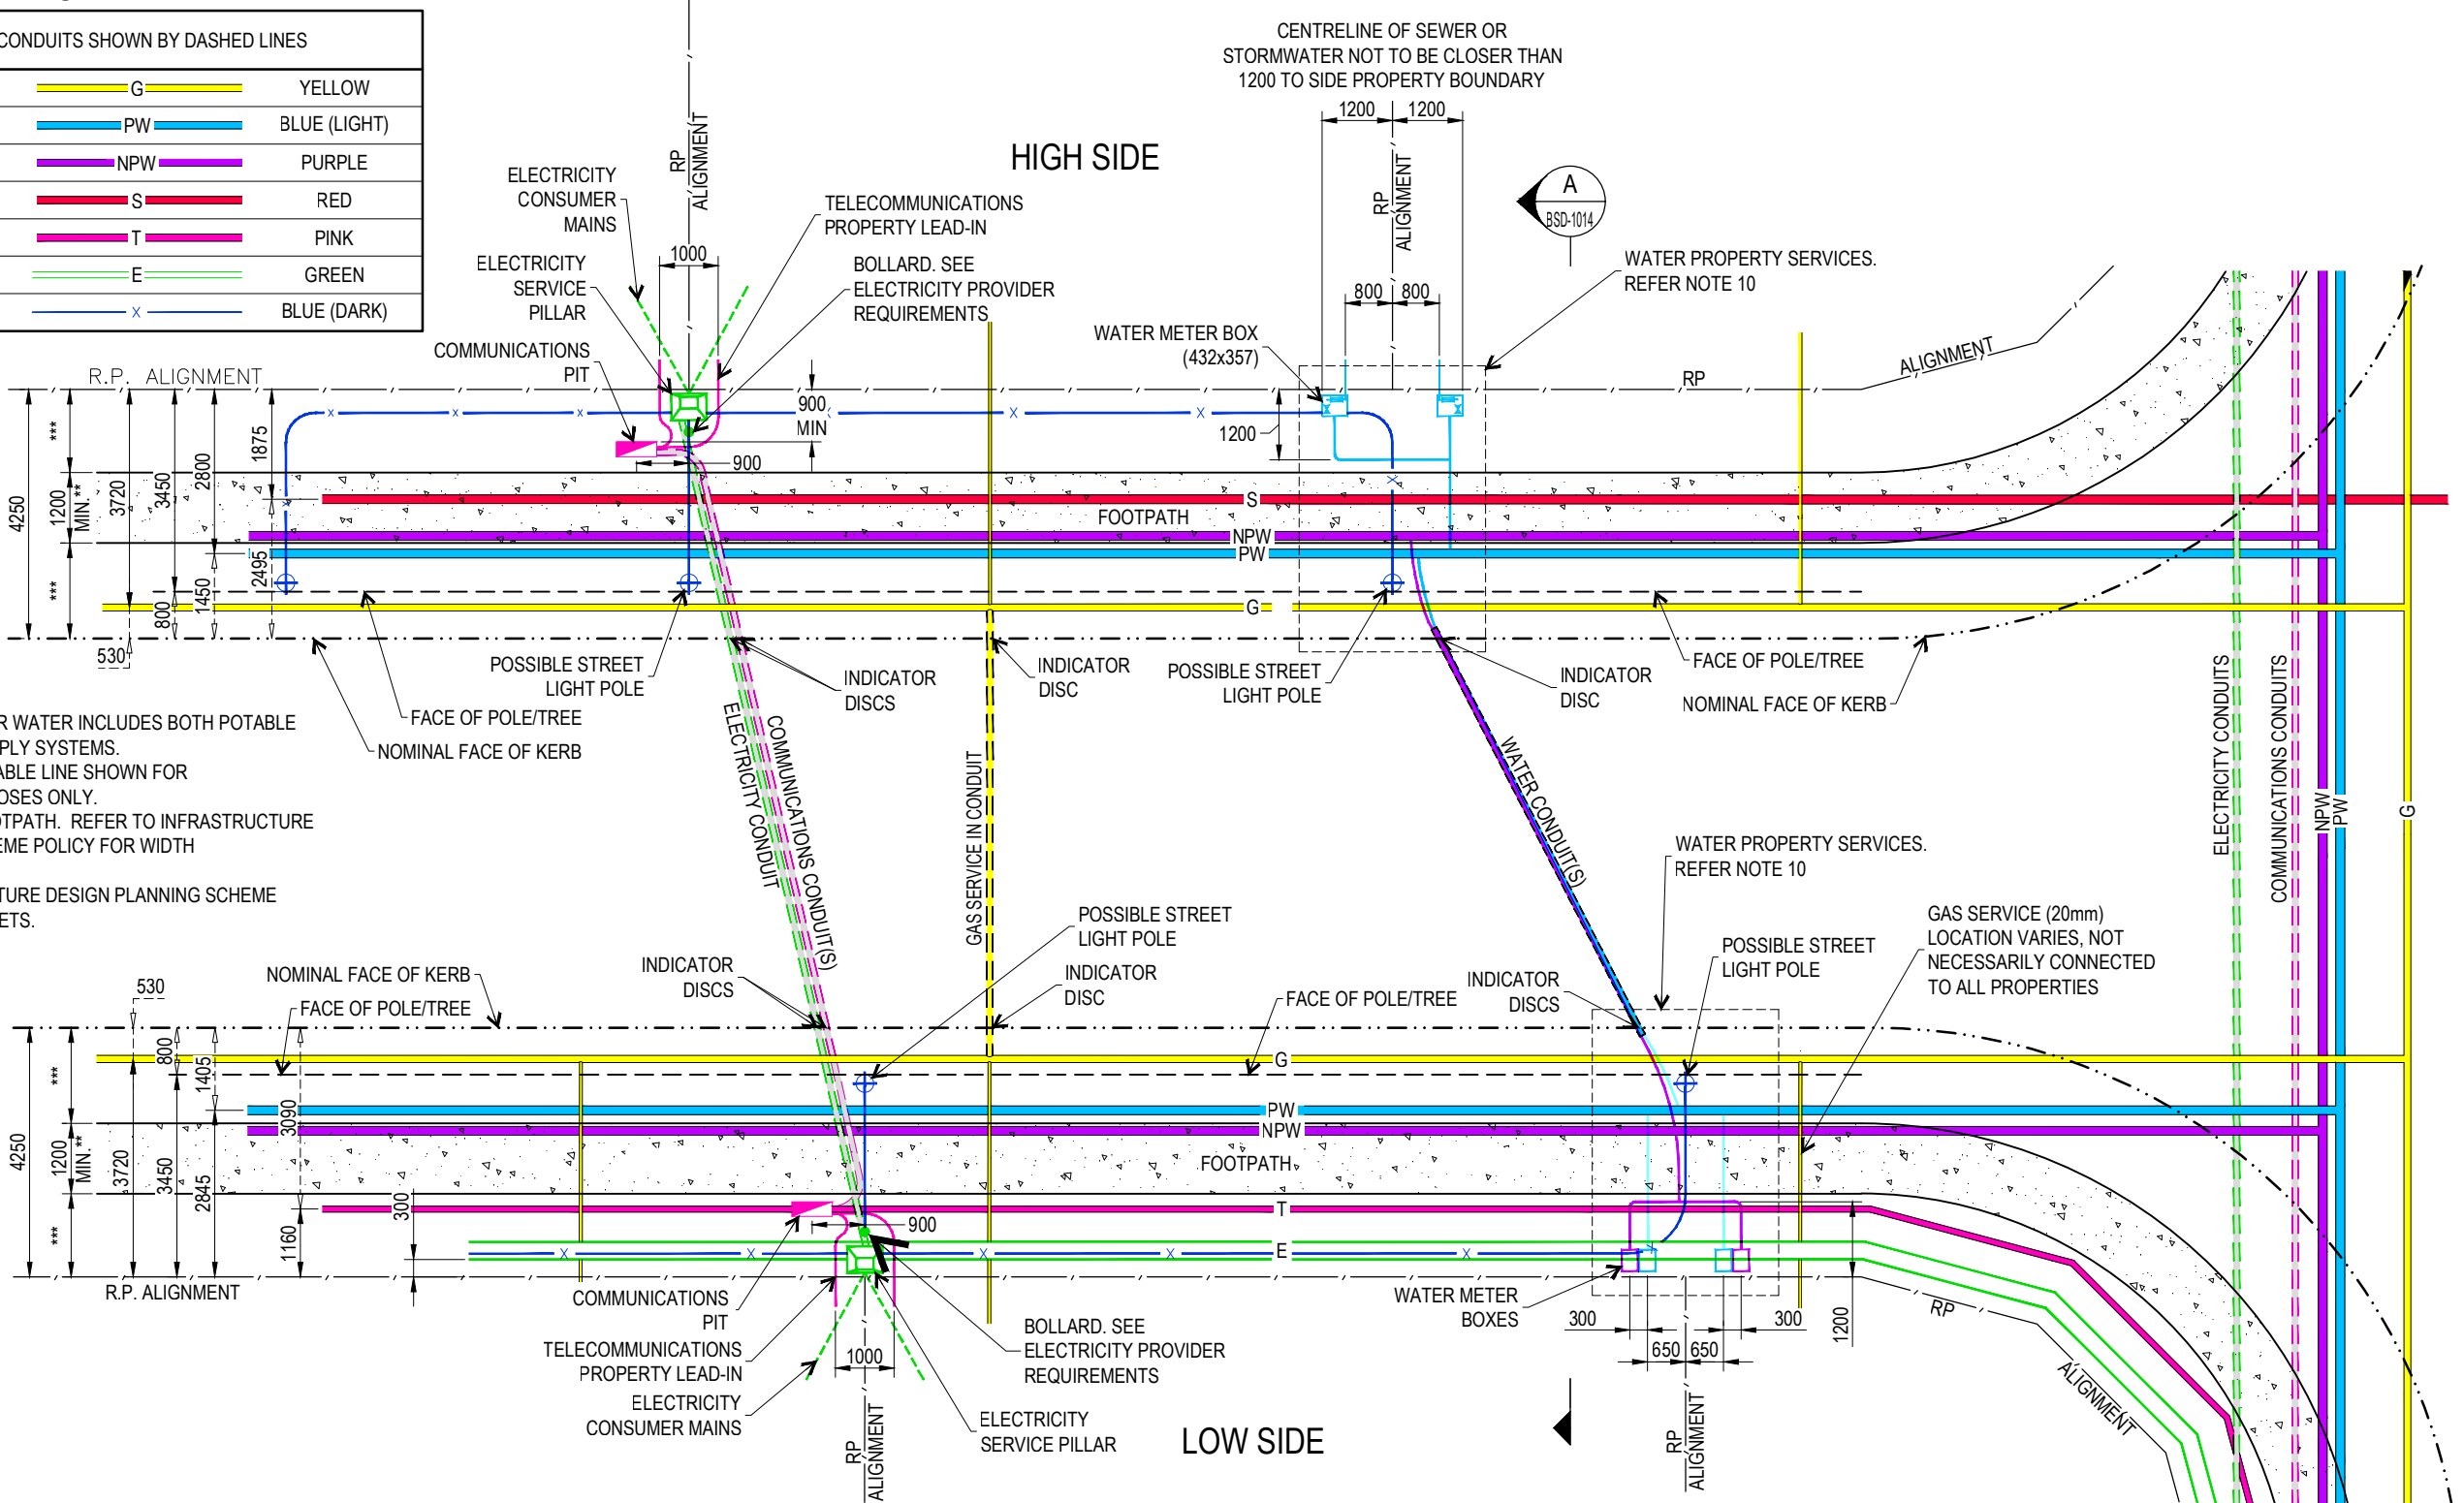 CONDUITS SHOWN BY DASHED LINES
G YELLOW
PW BLUE (LIGHT)
NPW PURPLE
S RED
T PINK
E GREEN
X BLUE (DARK)
CENTRELINE OF SEWER OR
STORMWATER NOT TO BE CLOSER THAN
1200 TO SIDE PROPERTY BOUNDARY
1200 1200
RP
ALIGNMENT
RP
ALIGNMENT
HIGH SIDE
A
BSD-1014
ELECTRICITY
CONSUMER
MAINS
TELECOMMUNICATIONS
PROPERTY LEAD-IN
1000
ELECTRICITY
SERVICE
PILLAR
BOLLARD. SEE
ELECTRICITY PROVIDER
REQUIREMENTS
WATER PROPERTY SERVICES.
REFER NOTE 10
800 800
COMMUNICATIONS
PIT
WATER METER BOX
(432x357)
R.P. ALIGNMENT
RP
ALIGNMENT
900
MIN
900
1200
4250
***
1200
MIN.**
***
3720
3450
2800
1875
2495
1450
800
530
X X X X X X
X X
S
FOOTPATH
NPW
PW
G
POSSIBLE STREET
LIGHT POLE
INDICATOR
DISCS
INDICATOR
DISC
POSSIBLE STREET
LIGHT POLE
INDICATOR
DISC
FACE OF POLE/TREE
NOMINAL FACE OF KERB
FACE OF POLE/TREE
NOMINAL FACE OF KERB
R WATER INCLUDES BOTH POTABLE
PLY SYSTEMS.
ABLE LINE SHOWN FOR
OSES ONLY.
OTPATH. REFER TO INFRASTRUCTURE
EME POLICY FOR WIDTH
TURE DESIGN PLANNING SCHEME
ETS.
ELECTRICITY CONDUIT
COMMUNICATIONS CONDUIT(S)
GAS SERVICE IN CONDUIT
WATER CONDUIT(S)
ELECTRICITY CONDUITS
COMMUNICATIONS CONDUITS
NPW
PW
G
WATER PROPERTY SERVICES.
REFER NOTE 10
GAS SERVICE (20mm)
LOCATION VARIES, NOT
NECESSARILY CONNECTED
TO ALL PROPERTIES
POSSIBLE STREET
LIGHT POLE
POSSIBLE STREET
LIGHT POLE
NOMINAL FACE OF KERB
FACE OF POLE/TREE
INDICATOR
DISCS
INDICATOR
DISC
FACE OF POLE/TREE
INDICATOR
DISCS
530
4250
***
1200
MIN.**
***
3720
800
3450
1405
2845
3090
1160
300
G
PW
NPW
FOOTPATH
T
E
X X X X X
900
R.P. ALIGNMENT
COMMUNICATIONS
PIT
TELECOMMUNICATIONS
PROPERTY LEAD-IN
ELECTRICITY
CONSUMER MAINS
1000
BOLLARD. SEE
ELECTRICITY PROVIDER
REQUIREMENTS
ELECTRICITY
SERVICE PILLAR
RP
ALIGNMENT
LOW SIDE
WATER METER
BOXES
300 300
650 650
1200
RP
ALIGNMENT
RP
ALIGNMENT